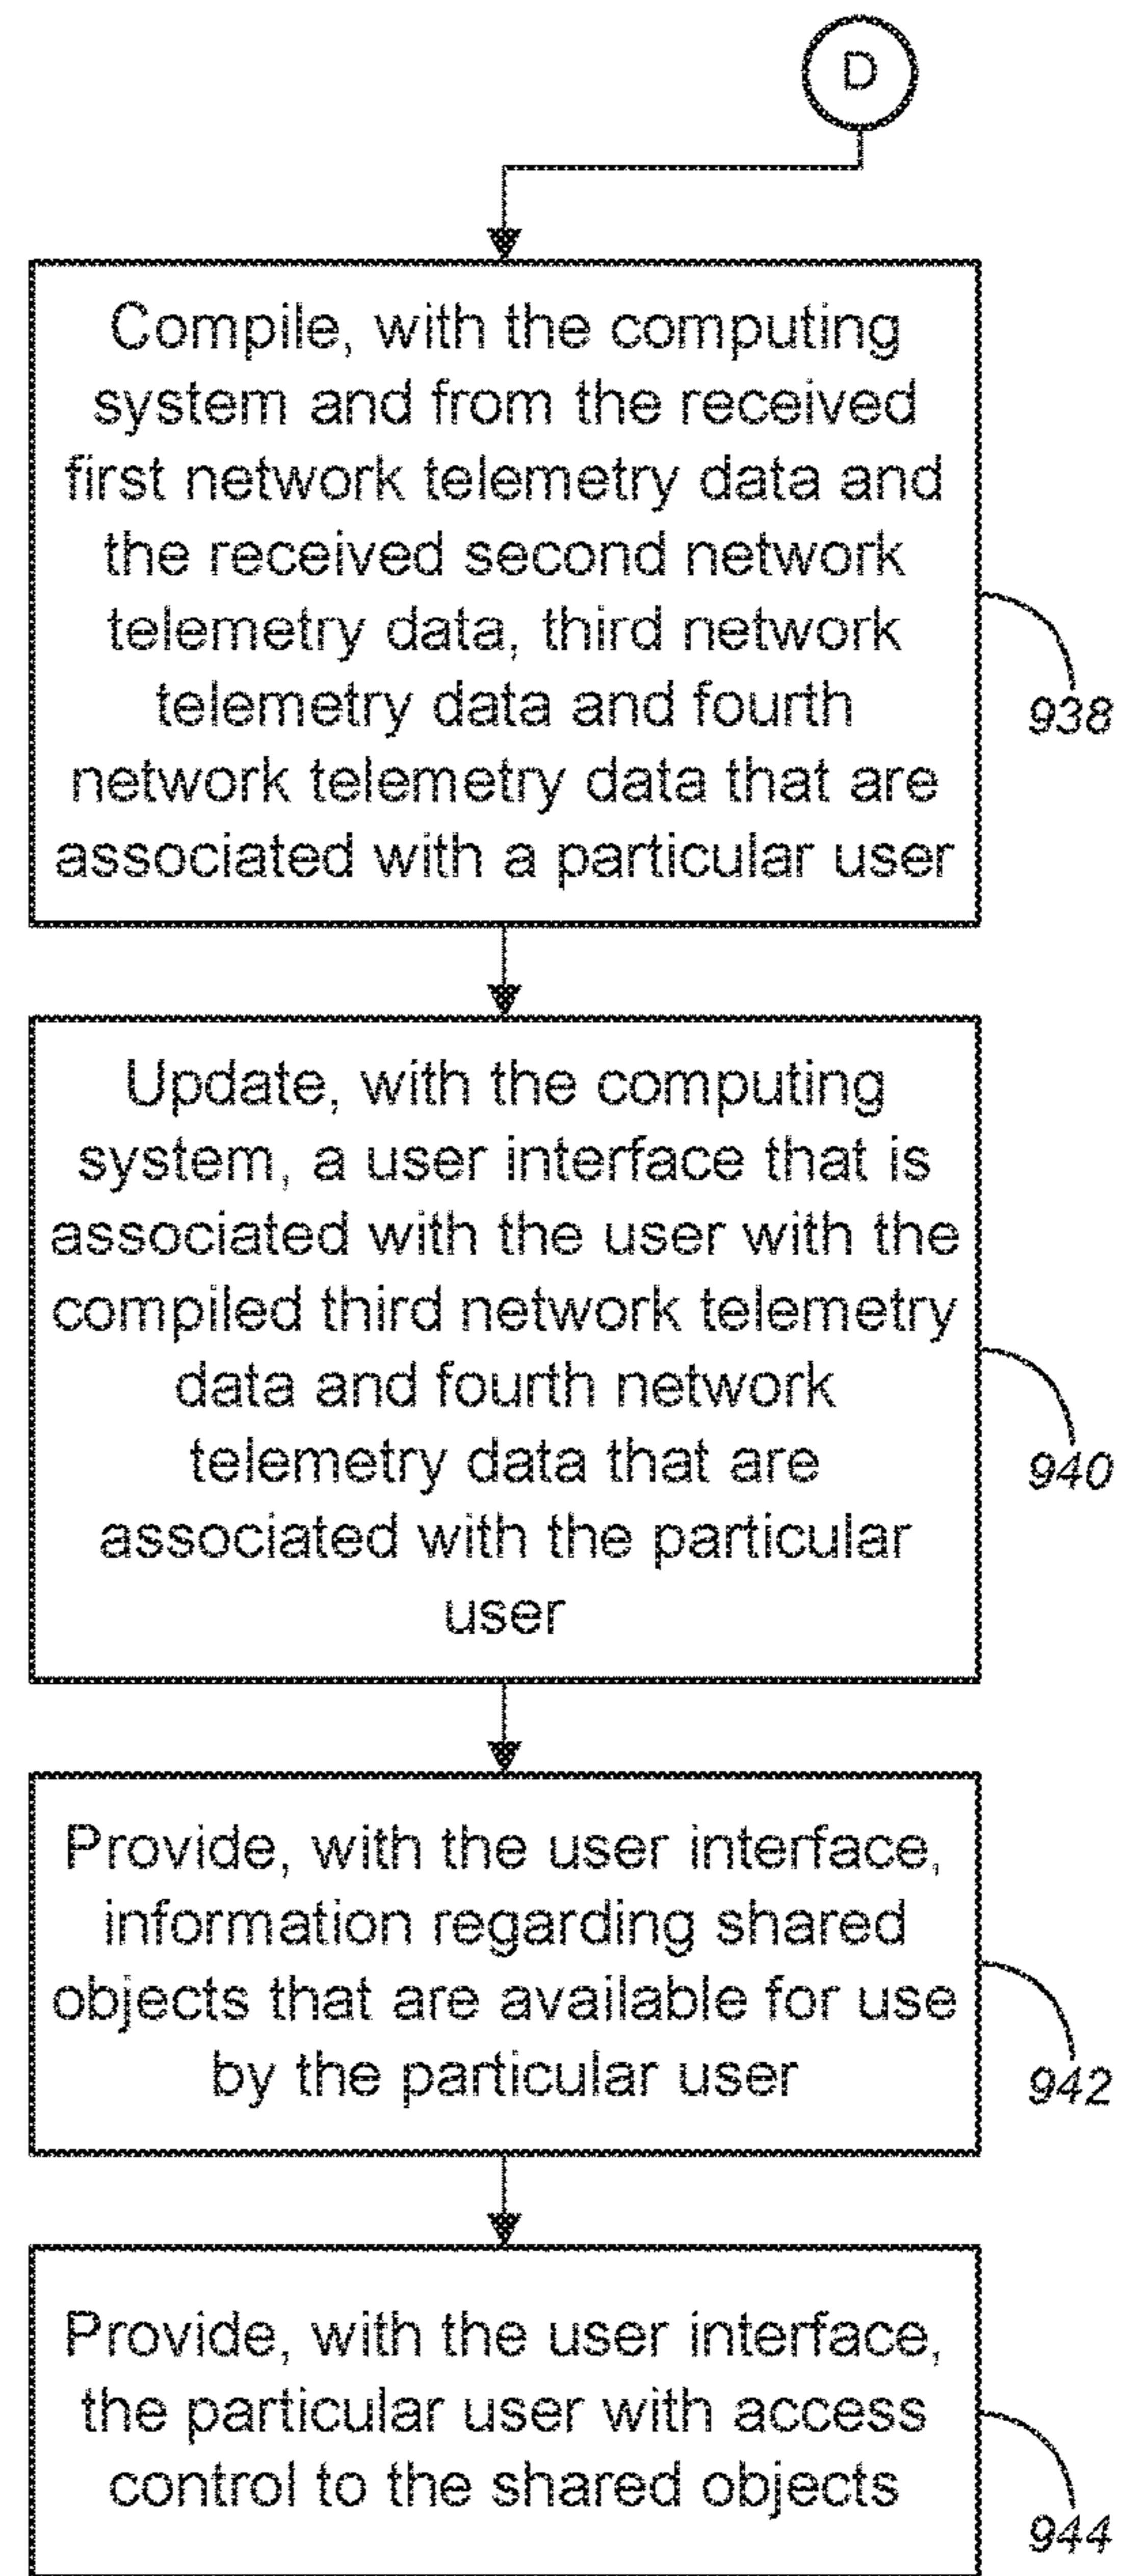 D
Compile, with the computing
system and from the received
first network telemetry data and
the received second network
telemetry data, third network
telemetry data and fourth
network telemetry data that are
associated with a particular user
938
Update, with the computing
system, a user interface that is
associated with the user with the
compiled third network telemetry
data and fourth network
telemetry data that are
associated with the particular
user
940
Provide, with the user interface,
information regarding shared
objects that are available for use
by the particular user
942
Provide, with the user interface,
the particular user with access
control to the shared objects
944